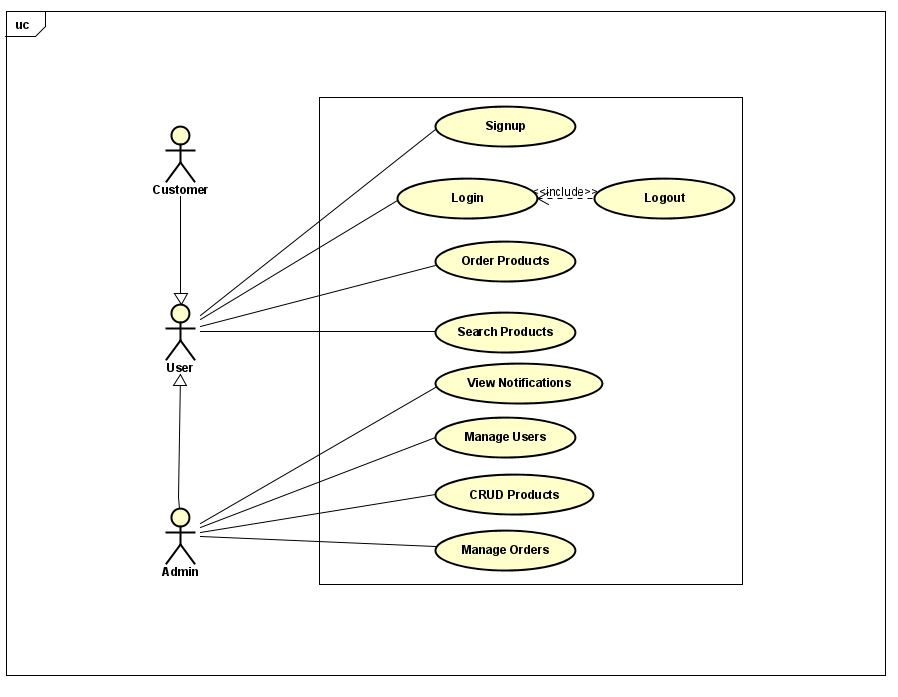 uc
Signup
Customer
Login
<<include>>
Logout
Order Products
Search Products
User
View Notifications
Manage Users
CRUD Products
Manage Orders
Admin